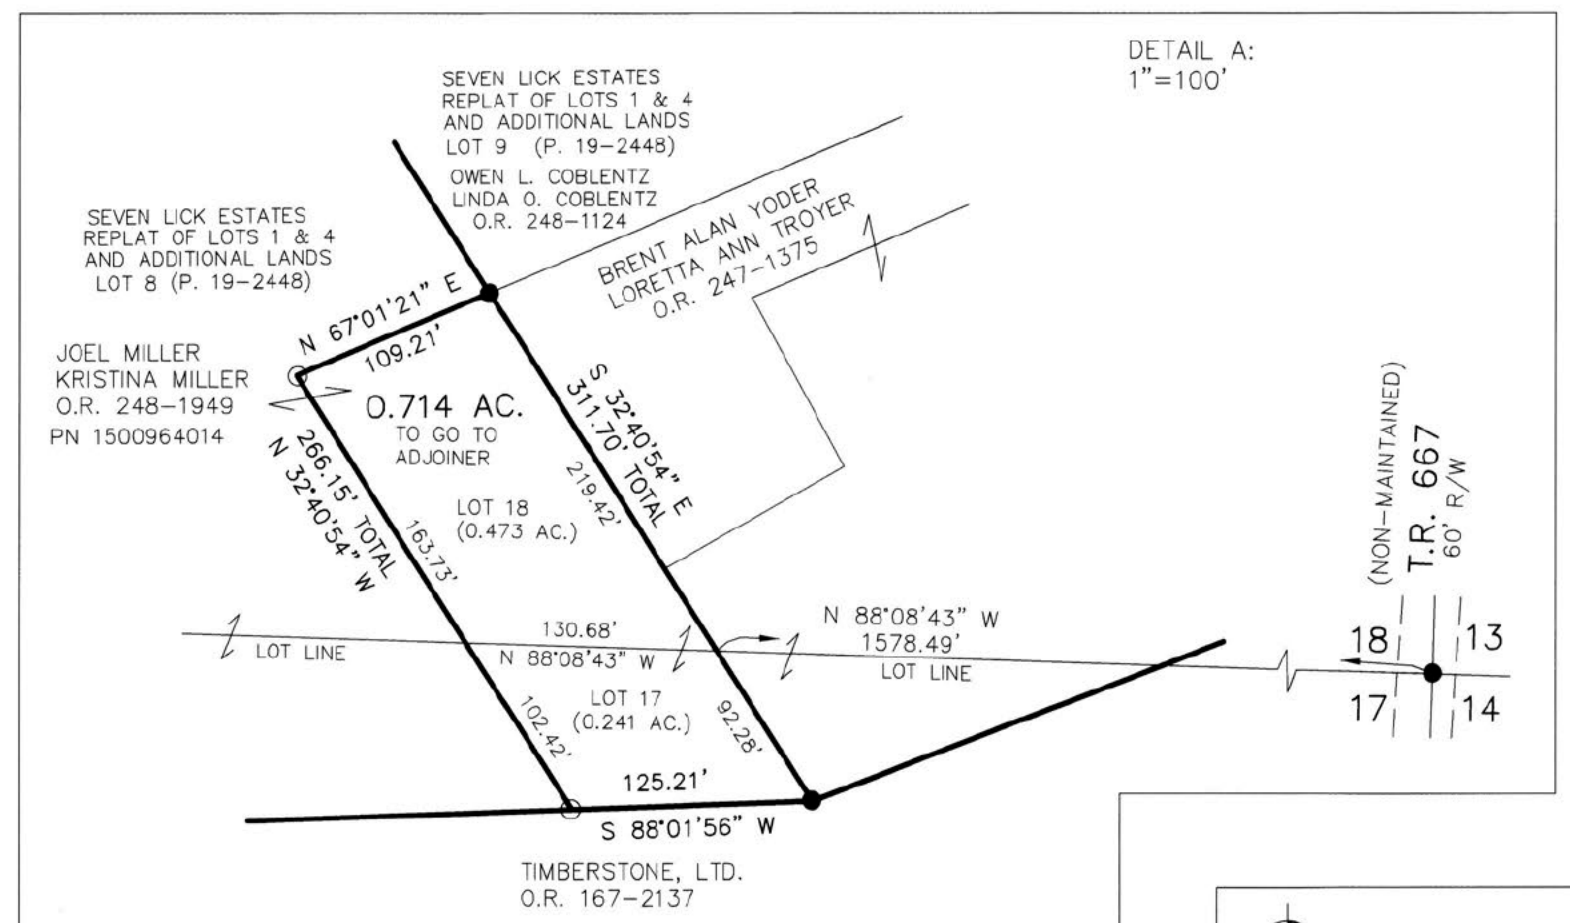 DETAIL A:
1"=100'
SEVEN LICK ESTATES
REPLAT OF LOTS 1 & 4
AND ADDITIONAL LANDS
LOT 9 (P. 19-2448)
OWEN L. COBLENTZ
LINDA O. COBLENTZ
O.R. 248-1124
SEVEN LICK ESTATES
REPLAT OF LOTS 1 & 4
AND ADDITIONAL LANDS
LOT 8 (P. 19-2448)
BRENT ALAN YODER
LORETTA ANN TROYER
O.R. 247-1375
N 67°01'21" E
109.21'
JOEL MILLER
KRISTINA MILLER
O.R. 248-1949
PN 1500964014
0.714 AC.
TO GO TO
ADJOINER
S 32°40'54" E
311.70' TOTAL
219.42'
266.15' TOTAL
N 32°40'54" W
163.73'
LOT 18
(0.473 AC.)
(NON-MAINTAINED)
T.R. 667
60' R/W
130.68'
N 88°08'43" W
LOT LINE
N 88°08'43" W
1578.49'
LOT LINE
18
13
17
14
LOT 17
(0.241 AC.)
102.42'
92.28'
125.21'
S 88°01'56" W
TIMBERSTONE, LTD.
O.R. 167-2137